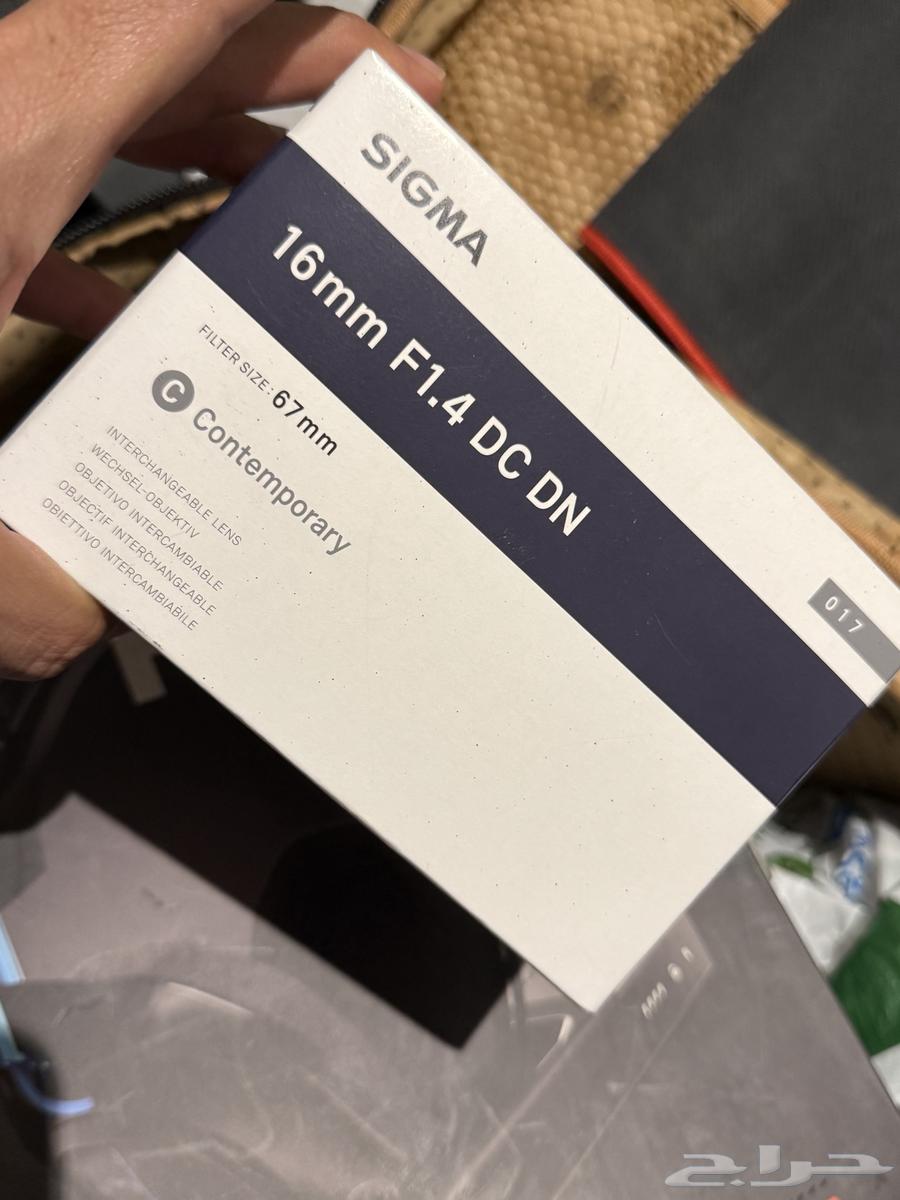 SIGMA
16mm F1.4 DC DN
017
FILTER SIZE : 67mm
C Contemporary
INTERCHANGEABLE LENS
WECHSEL-OBJEKTIV
OBJETIVO INTERCAMBIABLE
OBJECTIF INTERCHANGEABLE
OBIETTIVO INTERCAMBIABILE
حراج